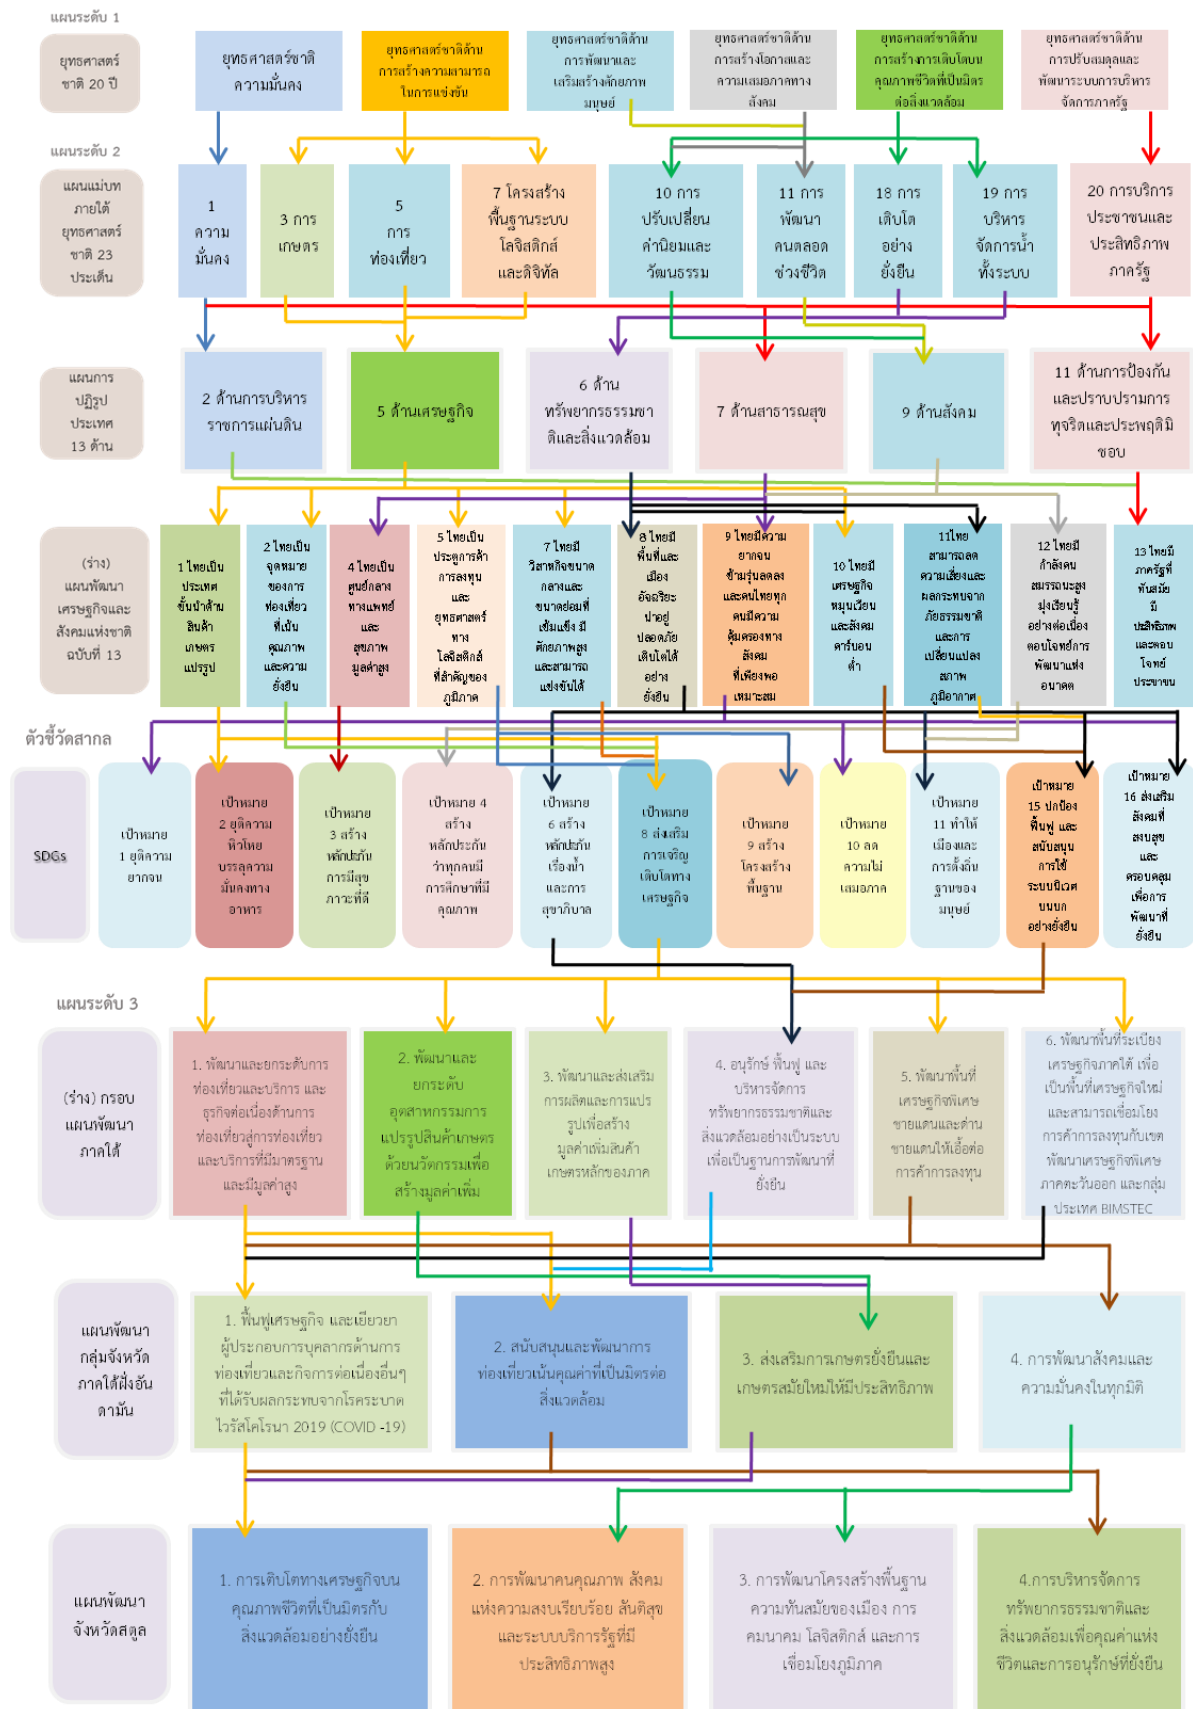 แผนระดับ 1
ยุทธศาสตร์
ชาติ 20 ปี
ยุทธศาสตร์ชาติ
ความมั่นคง
ยุทธศาสตร์ชาติด้าน
การสร้างความสามารถ
ในการแข่งขัน
ยุทธศาสตร์ชาติด้าน
การพัฒนาและ
เสริมสร้างศักยภาพ
มนุษย์
ยุทธศาสตร์ชาติด้าน
การสร้างโอกาสและ
ความเสมอภาคทาง
สังคม
ยุทธศาสตร์ชาติด้าน
การสร้างการเติบโตบน
คุณภาพชีวิตที่เป็นมิตร
ต่อสิ่งแวดล้อม
ยุทธศาสตร์ชาติด้าน
การปรับสมดุลและ
พัฒนาระบบการบริหาร
จัดการภาครัฐ
แผนระดับ 2
แผนแม่บท
ภายใต้
ยุทธศาสตร์
ชาติ 23
ประเด็น
1
ความ
มั่นคง
3 การ
เกษตร
5
การ
ท่องเที่ยว
7 โครงสร้าง
พื้นฐานระบบ
โลจิสติกส์
และดิจิทัล
10 การ
ปรับเปลี่ยน
ค่านิยมและ
วัฒนธรรม
11 การ
พัฒนา
คนตลอด
ช่วงชีวิต
18 การ
เติบโต
อย่าง
ยั่งยืน
19 การ
บริหาร
จัดการน้ำ
ทั้งระบบ
20 การบริการ
ประชาชนและ
ประสิทธิภาพ
ภาครัฐ
แผนการ
ปฏิรูป
ประเทศ
13 ด้าน
2 ด้านการบริหาร
ราชการแผ่นดิน
5 ด้านเศรษฐกิจ
6 ด้าน
ทรัพยากรธรรมชา
ติและสิ่งแวดล้อม
7 ด้านสาธารณสุข
9 ด้านสังคม
11 ด้านการป้องกัน
และปราบปรามการ
ทุจริตและประพฤติมิ
ชอบ
(ร่าง)
แผนพัฒนา
เศรษฐกิจและ
สังคมแห่งชาติ
ฉบับที่ 13
1 ไทยเป็น
ประเทศ
ชั้นนำด้าน
สินค้า
เกษตร
แปรรูป
2 ไทยเป็น
จุดหมาย
ของการ
ท่องเที่ยว
ที่เน้น
คุณภาพ
และความ
ยั่งยืน
4 ไทยเป็น
ศูนย์กลาง
ทางแพทย์
และ
สุขภาพ
มูลค่าสูง
5 ไทยเป็น
ประตูการค้า
การลงทุน
และ
ยุทธศาสตร์
ทาง
โลจิสติกส์
ที่สำคัญของ
ภูมิภาค
7 ไทยมี
วิสาหกิจขนาด
กลางและ
ขนาดย่อมที่
เข้มแข็ง มี
ศักยภาพสูง
และสามารถ
แข่งขันได้
8 ไทยมี
พื้นที่และ
เมือง
อัจฉริยะ
น่าอยู่
ปลอดภัย
เติบโตได้
อย่าง
ยั่งยืน
9 ไทยมีความ
ยากจน
ข้ามรุ่นลดลง
และคนไทยทุก
คนมีความ
คุ้มครองทาง
สังคม
ที่เพียงพอ
เหมาะสม
10 ไทยมี
เศรษฐกิจ
หมุนเวียน
และสังคม
คาร์บอน
ต่ำ
11ไทย
สามารถลด
ความเสี่ยงและ
ผลกระทบจาก
ภัยธรรมชาติ
และการ
เปลี่ยนแปลง
สภาพ
ภูมิอากาศ
12 ไทยมี
กำลังคน
สมรรถนะสูง
มุ่งเรียนรู้
อย่างต่อเนื่อง
ตอบโจทย์การ
พัฒนาแห่ง
อนาคต
13 ไทยมี
ภาครัฐที่
ทันสมัย
มี
ประสิทธิภาพ
และตอบ
โจทย์
ประชาชน
ตัวชี้วัดสากล
SDGs
เป้าหมาย
1 ยุติความ
ยากจน
เป้าหมาย
2 ยุติความ
หิวโหย
บรรลุความ
มั่นคงทาง
อาหาร
เป้าหมาย
3 สร้าง
หลักประกัน
การมีสุข
ภาวะที่ดี
เป้าหมาย 4
สร้าง
หลักประกัน
ว่าทุกคนมี
การศึกษาที่มี
คุณภาพ
เป้าหมาย
6 สร้าง
หลักประกัน
เรื่องน้ำ
และการ
สุขาภิบาล
เป้าหมาย
8 ส่งเสริม
การเจริญ
เติบโตทาง
เศรษฐกิจ
เป้าหมาย
9 สร้าง
โครงสร้าง
พื้นฐาน
เป้าหมาย
10 ลด
ความไม่
เสมอภาค
เป้าหมาย
11 ทำให้
เมืองและ
การตั้งถิ่น
ฐานของ
มนุษย์
เป้าหมาย
15 ปกป้อง
ฟื้นฟู และ
สนับสนุน
การใช้
ระบบนิเวศ
บนบก
อย่างยั่งยืน
เป้าหมาย
16 ส่งเสริม
สังคมที่
สงบสุข
และ
ครอบคลุม
เพื่อการ
พัฒนาที่
ยั่งยืน
แผนระดับ 3
(ร่าง) กรอบ
แผนพัฒนา
ภาคใต้
1. พัฒนาและยกระดับการ
ท่องเที่ยวและบริการ และ
ธุรกิจต่อเนื่องด้านการ
ท่องเที่ยวสู่การท่องเที่ยว
และบริการที่มีมาตรฐาน
และมีมูลค่าสูง
2. พัฒนาและ
ยกระดับ
อุตสาหกรรมการ
แปรรูปสินค้าเกษตร
ด้วยนวัตกรรมเพื่อ
สร้างมูลค่าเพิ่ม
3. พัฒนาและส่งเสริม
การผลิตและการแปร
รูปเพื่อสร้าง
มูลค่าเพิ่มสินค้า
เกษตรหลักของภาค
4. อนุรักษ์ ฟื้นฟู และ
บริหารจัดการ
ทรัพยากรธรรมชาติและ
สิ่งแวดล้อมอย่างเป็นระบบ
เพื่อเป็นฐานการพัฒนาที่
ยั่งยืน
5. พัฒนาพื้นที่
เศรษฐกิจพิเศษ
ชายแดนและด่าน
ชายแดนให้เอื้อต่อ
การค้าการลงทุน
6. พัฒนาพื้นที่ระเบียง
เศรษฐกิจภาคใต้ เพื่อ
เป็นพื้นที่เศรษฐกิจใหม่
และสามารถเชื่อมโยง
การค้าการลงทุนกับเขต
พัฒนาเศรษฐกิจพิเศษ
ภาคตะวันออก และกลุ่ม
ประเทศ BIMSTEC
แผนพัฒนา
กลุ่มจังหวัด
ภาคใต้ฝั่งอัน
ดามัน
1. ฟื้นฟูเศรษฐกิจ และเยียวยา
ผู้ประกอบการบุคลากรด้านการ
ท่องเที่ยวและกิจการต่อเนื่องอื่นๆ
ที่ได้รับผลกระทบจากโรคระบาด
ไวรัสโคโรนา 2019 (COVID -19)
2. สนับสนุนและพัฒนาการ
ท่องเที่ยวเน้นคุณค่าที่เป็นมิตรต่อ
สิ่งแวดล้อม
3. ส่งเสริมการเกษตรยั่งยืนและ
เกษตรสมัยใหม่ให้มีประสิทธิภาพ
4. การพัฒนาสังคมและ
ความมั่นคงในทุกมิติ
แผนพัฒนา
จังหวัดสตูล
1. การเติบโตทางเศรษฐกิจบน
คุณภาพชีวิตที่เป็นมิตรกับ
สิ่งแวดล้อมอย่างยั่งยืน
2. การพัฒนาคนคุณภาพ สังคม
แห่งความสงบเรียบร้อย สันติสุข
และระบบบริการรัฐที่มี
ประสิทธิภาพสูง
3. การพัฒนาโครงสร้างพื้นฐาน
ความทันสมัยของเมือง การ
คมนาคม โลจิสติกส์ และการ
เชื่อมโยงภูมิภาค
4.การบริหารจัดการ
ทรัพยากรธรรมชาติและ
สิ่งแวดล้อมเพื่อคุณค่าแห่ง
ชีวิตและการอนุรักษ์ที่ยั่งยืน